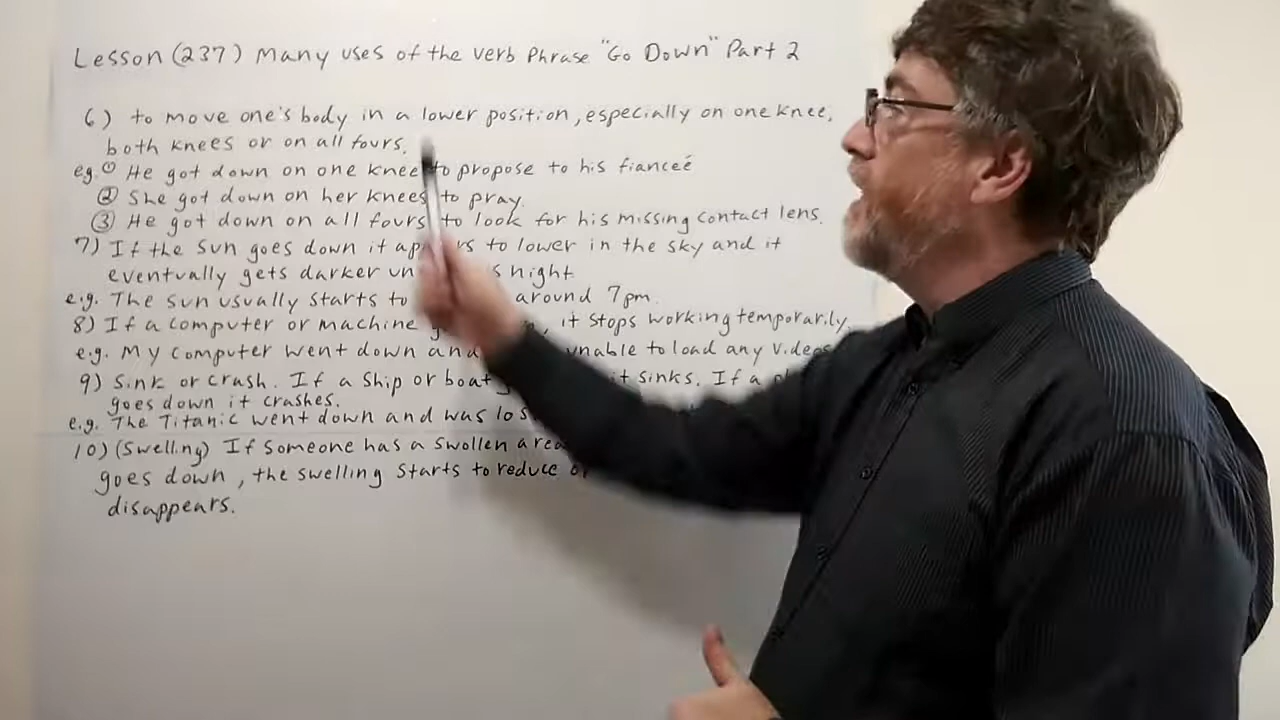 Lesson (237) Many uses of the verb Phrase "Go Down" Part 2
6) to move one's body in a lower position, especially on one knee,
both knees or on all fours.
eg. ① He got down on one knee to propose to his fianceé
② She got down on her knees to pray.
③ He got down on all fours to look for his missing contact lens.
7) If the sun goes down it to lower in the sky and it
eventually gets darker night
e.g. The sun usually starts to around 7pm.
8) If a computer or machine , it stops working temporarily.
e.g. My computer went down and unable to load any videos
9) Sink or crash. If a ship or boat it sinks. If a
goes down it crashes.
e.g. The Titanic went down and was
10) (Swelling) If someone has a swollen area
goes down, the swelling starts to reduce
disappears.